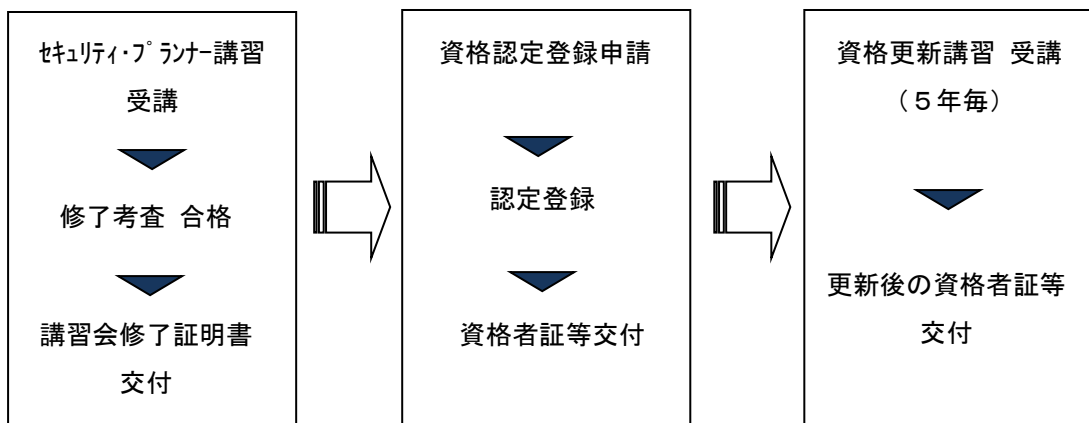 ｾｷｭﾘﾃｨ・ﾌﾟﾗﾝﾅｰ講習
受講
修了考査 合格
講習会修了証明書
交付
資格認定登録申請
認定登録
資格者証等交付
資格更新講習 受講
（５年毎）
更新後の資格者証等
交付